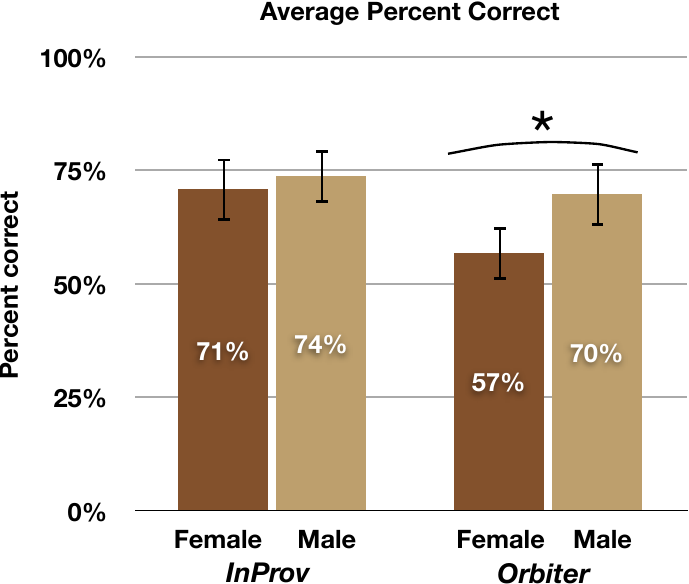 Average Percent Correct
100%
75%
50%
25%
0%
Percent correct
71%
74%
57%
70%
*
Female
Male
Female
Male
InProv
Orbiter